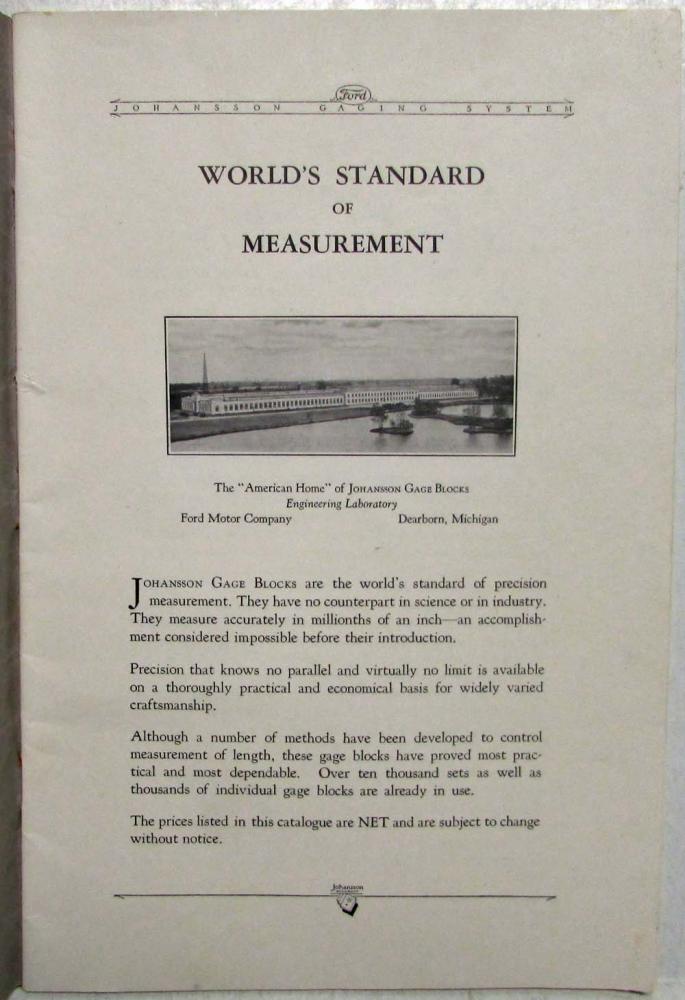 Ford
JOHANSSON GAGING SYSTEM
WORLD'S STANDARD
OF
MEASUREMENT
The "American Home" of JOHANSSON GAGE BLOCKS
Engineering Laboratory
Ford Motor Company Dearborn, Michigan
JOHANSSON GAGE BLOCKS are the world's standard of precision
measurement. They have no counterpart in science or in industry.
They measure accurately in millionths of an inch—an accomplish-
ment considered impossible before their introduction.
Precision that knows no parallel and virtually no limit is available
on a thoroughly practical and economical basis for widely varied
craftsmanship.
Although a number of methods have been developed to control
measurement of length, these gage blocks have proved most prac-
tical and most dependable. Over ten thousand sets as well as
thousands of individual gage blocks are already in use.
The prices listed in this catalogue are NET and are subject to change
without notice.
Johansson